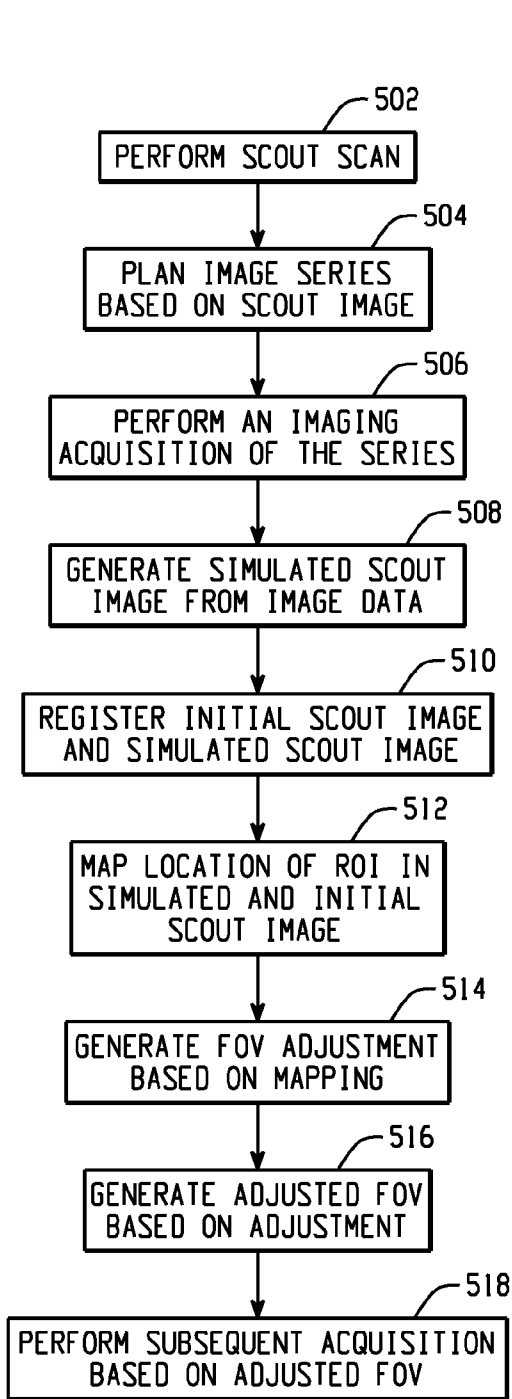 502
PERFORM SCOUT SCAN
504
PLAN IMAGE SERIES
BASED ON SCOUT IMAGE
506
PERFORM AN IMAGING
ACQUISITION OF THE SERIES
508
GENERATE SIMULATED SCOUT
IMAGE FROM IMAGE DATA
510
REGISTER INITIAL SCOUT IMAGE
AND SIMULATED SCOUT IMAGE
512
MAP LOCATION OF ROI IN
SIMULATED AND INITIAL
SCOUT IMAGE
514
GENERATE FOV ADJUSTMENT
BASED ON MAPPING
516
GENERATE ADJUSTED FOV
BASED ON ADJUSTMENT
518
PERFORM SUBSEQUENT ACQUISITION
BASED ON ADJUSTED FOV